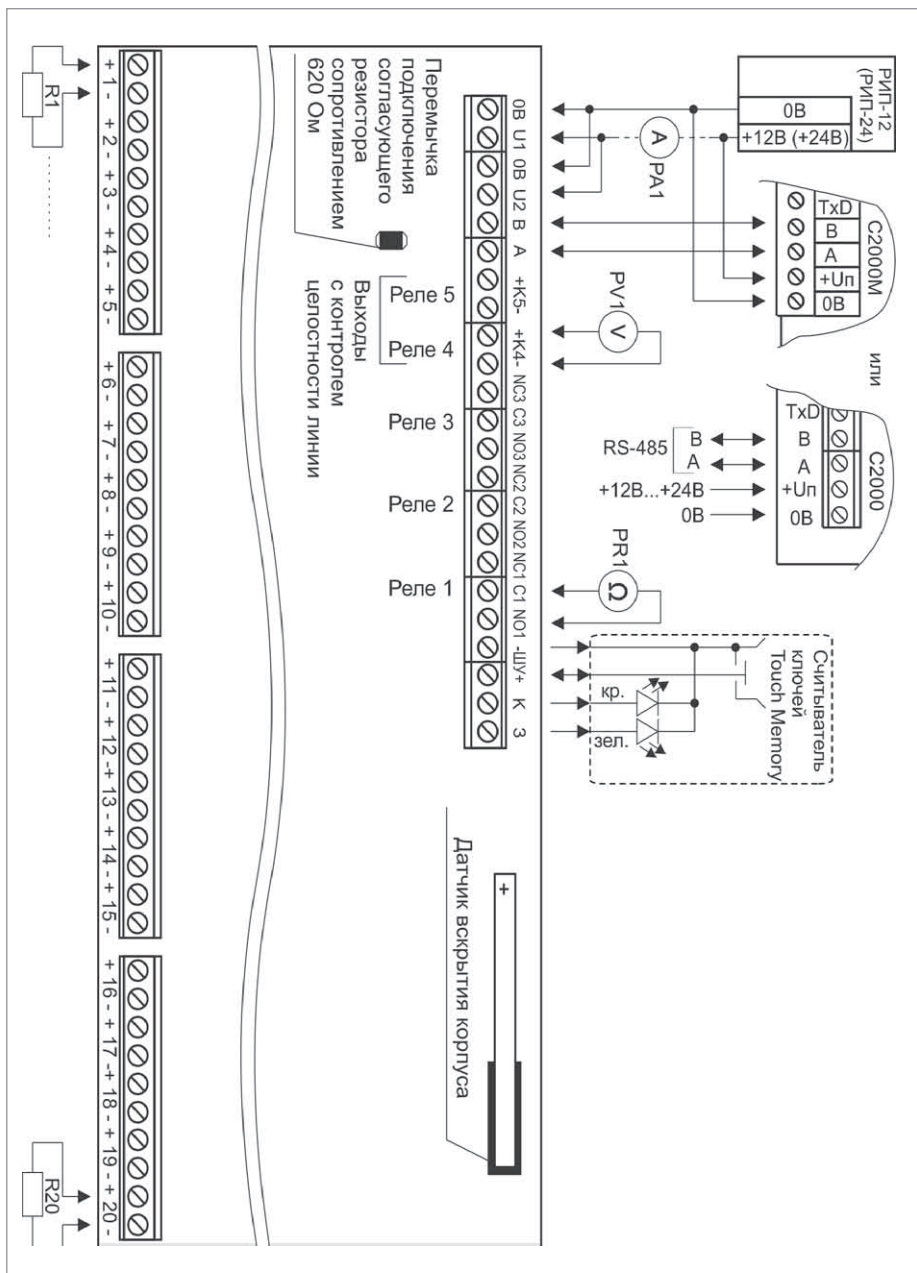 РИП-12
(РИП-24)
0В
+12В (+24В)
A
PA1
TxD
B
A
+Uп
0В
С2000М
или
TxD
B
A
+Uп
0В
С2000
RS-485
B
A
+12В...+24В
0В
PV1
V
PR1
Ω
Считыватель
ключей
Touch Memory
кр.
зел.
0В
U1
0В
U2
B
A
+K5-
+K4-
NC3
C3
NO3
NC2
C2
NO2
NC1
C1
NO1
-ШУ+
К
З
Перемычка
подключения
согласующего
резистора
сопротивлением
620 Ом
Реле 5
Реле 4
Реле 3
Реле 2
Реле 1
Выходы
с контролем
целостности линии
Датчик вскрытия корпуса
+
+ 1 - + 2 - + 3 - + 4 - + 5 -
+ 6 - + 7 - + 8 - + 9 - + 10 -
+ 11 - + 12 -+ 13 - + 14 -+ 15 -
+ 16 - + 17 -+ 18 -+ 19 -+ 20 -
R1
R20